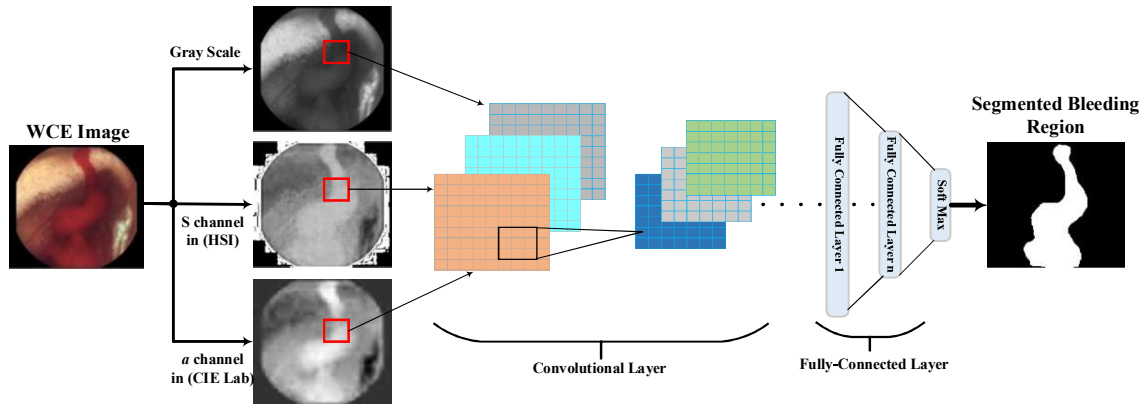 Gray Scale
WCE Image
S channel
in (HSI)
a channel
in (CIE Lab)
Convolutional Layer
Fully Connected Layer 1
Fully Connected Layer n
Soft Max
Fully-Connected Layer
Segmented Bleeding
Region